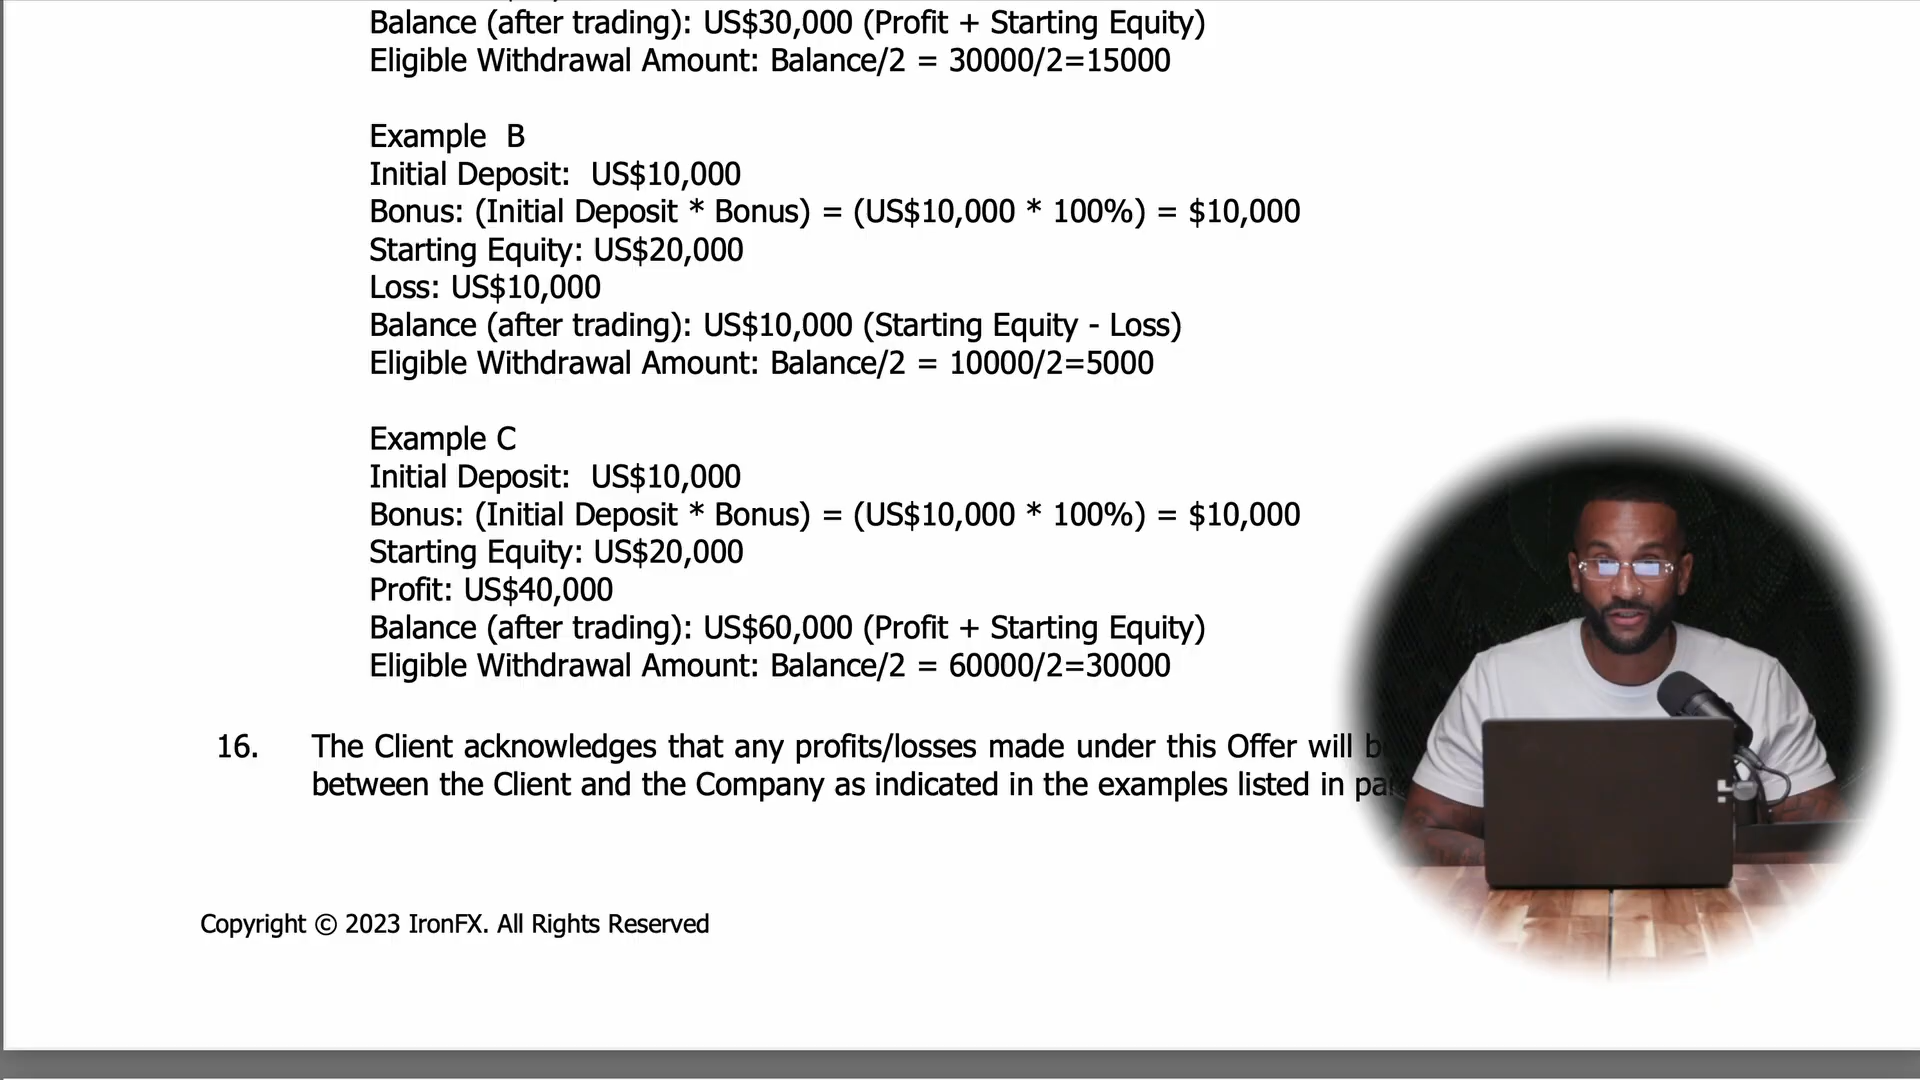 Balance (after trading): US$30,000 (Profit + Starting Equity)
Eligible Withdrawal Amount: Balance/2 = 30000/2=15000
Example B
Initial Deposit: US$10,000
Bonus: (Initial Deposit * Bonus) = (US$10,000 * 100%) = $10,000
Starting Equity: US$20,000
Loss: US$10,000
Balance (after trading): US$10,000 (Starting Equity - Loss)
Eligible Withdrawal Amount: Balance/2 = 10000/2=5000
Example C
Initial Deposit: US$10,000
Bonus: (Initial Deposit * Bonus) = (US$10,000 * 100%) = $10,000
Starting Equity: US$20,000
Profit: US$40,000
Balance (after trading): US$60,000 (Profit + Starting Equity)
Eligible Withdrawal Amount: Balance/2 = 60000/2=30000
16. The Client acknowledges that any profits/losses made under this Offer will
between the Client and the Company as indicated in the examples listed in
Copyright © 2023 IronFX. All Rights Reserved